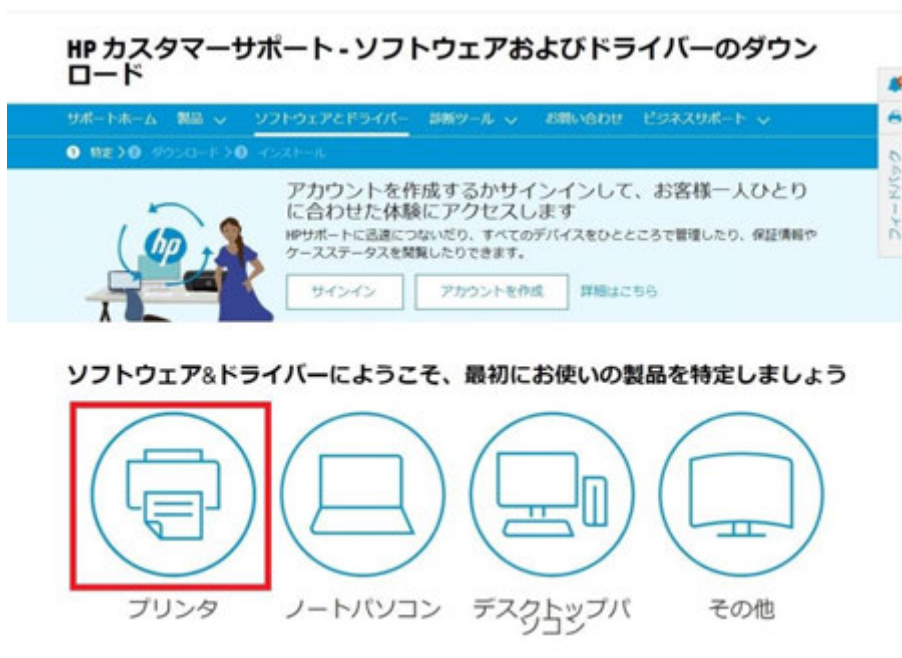 HP カスタマーサポート - ソフトウェアおよびドライバーのダウン
ロード
サポートホーム 製品 ソフトウェアとドライバー 診断ツール お問い合わせ ビジネスサポート
1 特定 > 2 ダウンロード > 3 インストール
アカウントを作成するかサインインして、お客様一人ひとり
に合わせた体験にアクセスします
HPサポートに迅速につないだり、すべてのデバイスをひとところで管理したり、保証情報や
ケースステータスを閲覧したりできます。
サインイン アカウントを作成 詳細はこちら
hp
フィードバック
ソフトウェア&ドライバーにようこそ、最初にお使いの製品を特定しましょう
プリンタ ノートパソコン デスクトップパ その他
ソコン